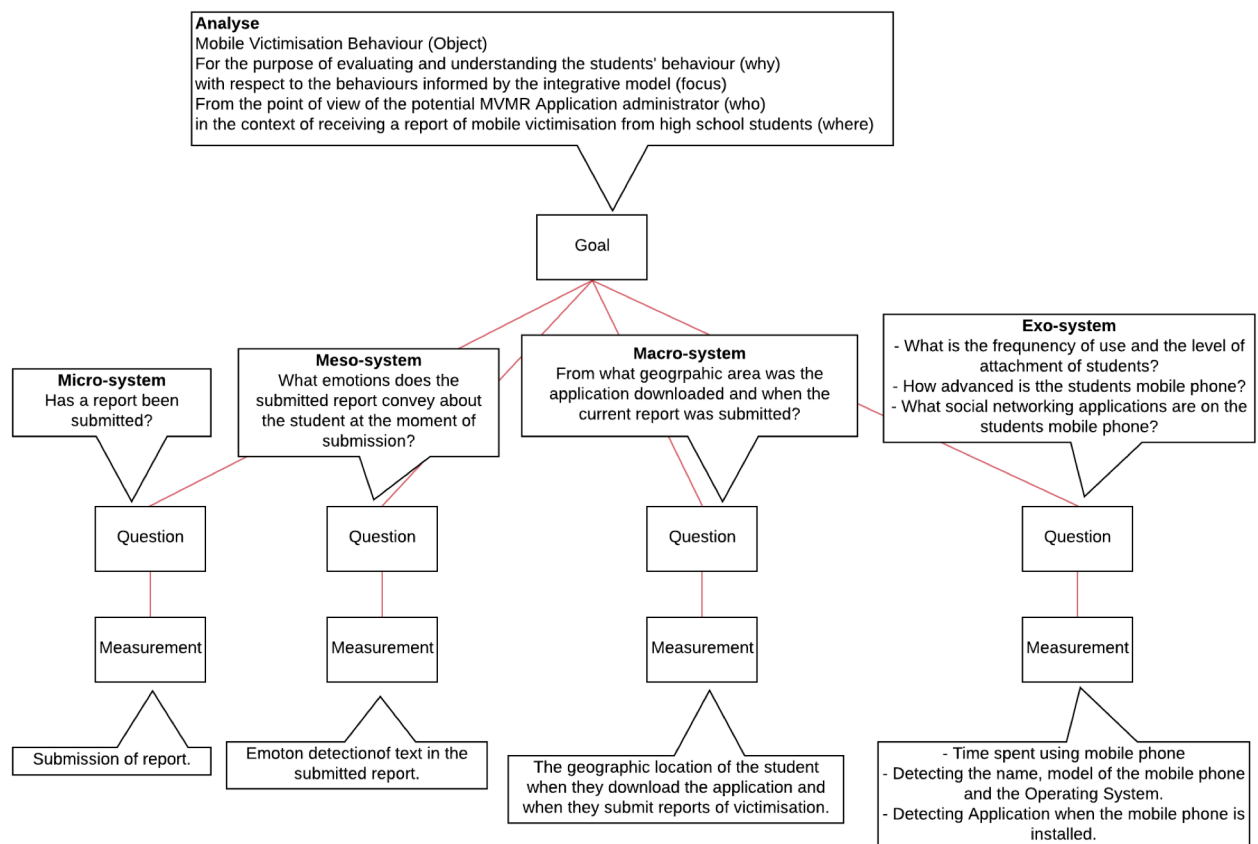 Analyse
Mobile Victimisation Behaviour (Object)
For the purpose of evaluating and understanding the students' behaviour (why)
with respect to the behaviours informed by the integrative model (focus)
From the point of view of the potential MVMR Application administrator (who)
in the context of receiving a report of mobile victimisation from high school students (where)
Goal
Micro-system
Has a report been
submitted?
Meso-system
What emotions does the
submitted report convey about
the student at the moment of
submission?
Macro-system
From what geogrpahic area was the
application downloaded and when the
current report was submitted?
Exo-system
- What is the frequnency of use and the level of
attachment of students?
- How advanced is tthe students mobile phone?
- What social networking applications are on the
students mobile phone?
Question
Question
Question
Question
Measurement
Measurement
Measurement
Measurement
Submission of report.
Emoton detectionof text in the
submitted report.
The geographic location of the student
when they download the application and
when they submit reports of victimisation.
- Time spent using mobile phone
- Detecting the name, model of the mobile phone
and the Operating System.
- Detecting Application when the mobile phone is
installed.